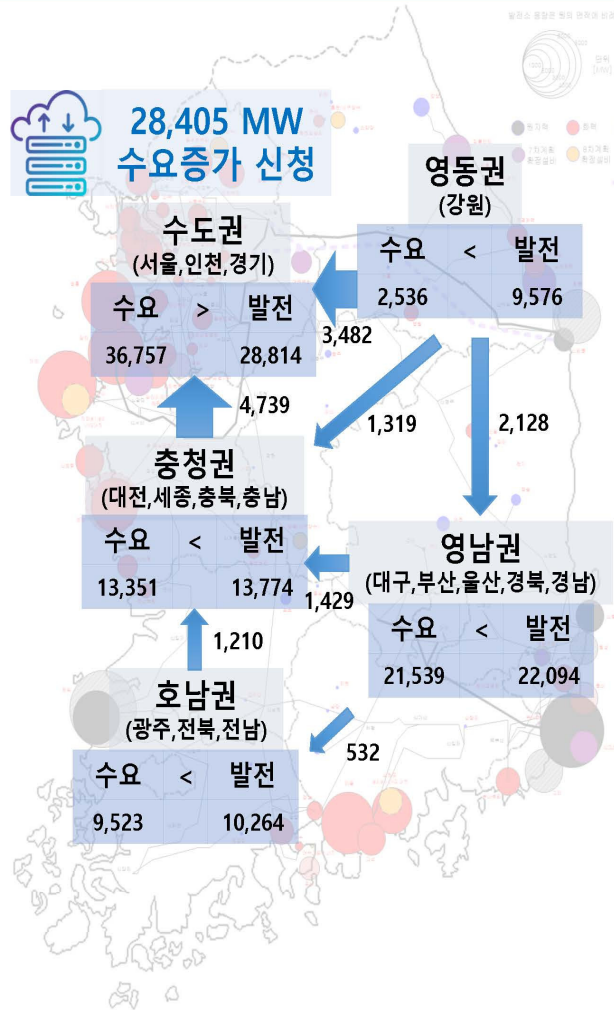 28,405 MW
수요증가 신청
영동권
(강원)
수요 < 발전
2,536 9,576
수도권
(서울,인천,경기)
수요 > 발전
36,757 28,814
3,482
4,739
1,319
2,128
충청권
(대전,세종,충북,충남)
수요 < 발전
13,351 13,774
1,429
영남권
(대구,부산,울산,경북,경남)
수요 < 발전
21,539 22,094
1,210
호남권
(광주,전북,전남)
532
수요 < 발전
9,523 10,264